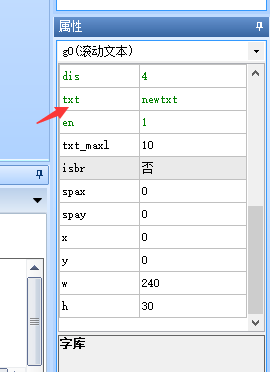 属性
g0(滚动文本)
dis 4
txt newtxt
en 1
txt_maxl 10
isbr 否
spax 0
spay 0
x 0
y 0
w 240
h 30
字库